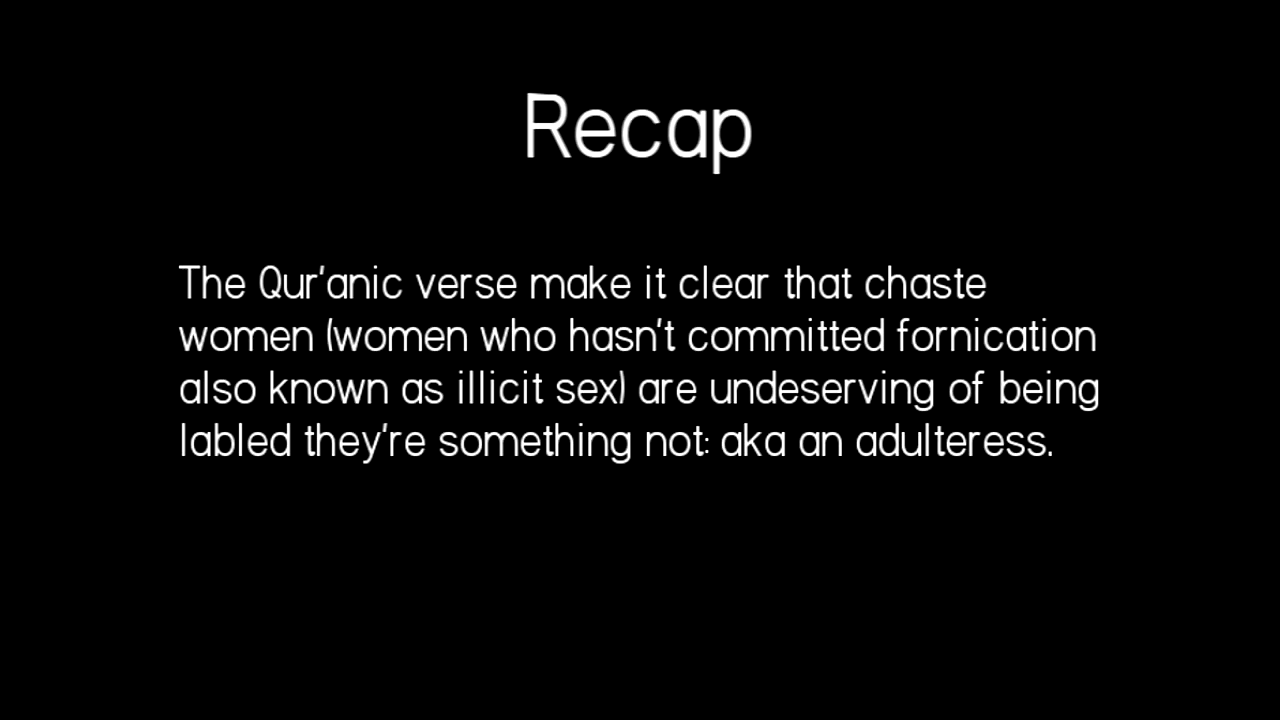 Recap
The Qur'anic verse make it clear that chaste
women (women who hasn't committed fornication
also known as illicit sex) are undeserving of being
labled they're something not: aka an adulteress.